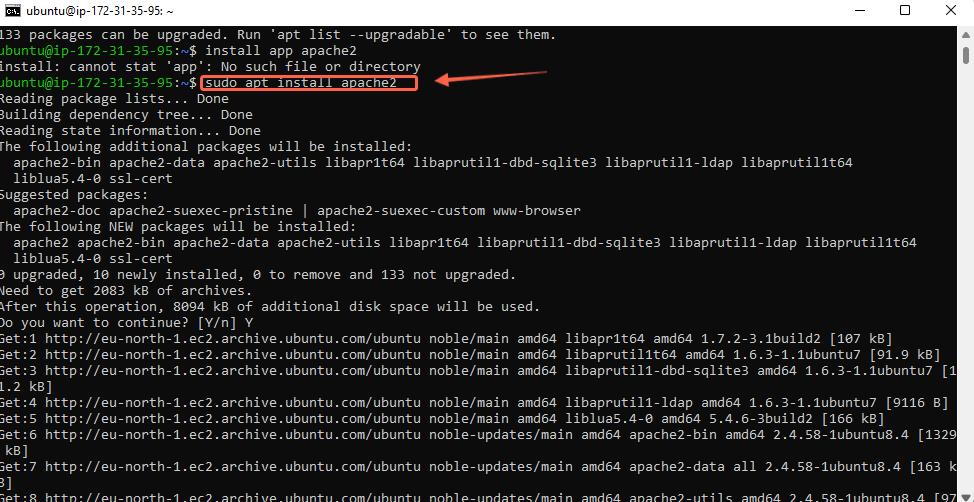 ubuntu@ip-172-31-35-95: ~
133 packages can be upgraded. Run 'apt list --upgradable' to see them.
ubuntu@ip-172-31-35-95:~$ install app apache2
install: cannot stat 'app': No such file or directory
ubuntu@ip-172-31-35-95:~$ sudo apt install apache2
Reading package lists... Done
Building dependency tree... Done
Reading state information... Done
The following additional packages will be installed:
apache2-bin apache2-data apache2-utils libapr1t64 libaprutil1-dbd-sqlite3 libaprutil1-ldap libaprutil1t64
liblua5.4-0 ssl-cert
Suggested packages:
apache2-doc apache2-suexec-pristine | apache2-suexec-custom www-browser
The following NEW packages will be installed:
apache2 apache2-bin apache2-data apache2-utils libapr1t64 libaprutil1-dbd-sqlite3 libaprutil1-ldap libaprutil1t64
liblua5.4-0 ssl-cert
0 upgraded, 10 newly installed, 0 to remove and 133 not upgraded.
Need to get 2083 kB of archives.
After this operation, 8094 kB of additional disk space will be used.
Do you want to continue? [Y/n] Y
Get:1 http://eu-north-1.ec2.archive.ubuntu.com/ubuntu noble/main amd64 libapr1t64 amd64 1.7.2-3.1build2 [107 kB]
Get:2 http://eu-north-1.ec2.archive.ubuntu.com/ubuntu noble/main amd64 libaprutil1t64 amd64 1.6.3-1.1ubuntu7 [91.9 kB]
Get:3 http://eu-north-1.ec2.archive.ubuntu.com/ubuntu noble/main amd64 libaprutil1-dbd-sqlite3 amd64 1.6.3-1.1ubuntu7 [1
1.2 kB]
Get:4 http://eu-north-1.ec2.archive.ubuntu.com/ubuntu noble/main amd64 libaprutil1-ldap amd64 1.6.3-1.1ubuntu7 [9116 B]
Get:5 http://eu-north-1.ec2.archive.ubuntu.com/ubuntu noble/main amd64 liblua5.4-0 amd64 5.4.6-3build2 [166 kB]
Get:6 http://eu-north-1.ec2.archive.ubuntu.com/ubuntu noble-updates/main amd64 apache2-bin amd64 2.4.58-1ubuntu8.4 [1329
kB]
Get:7 http://eu-north-1.ec2.archive.ubuntu.com/ubuntu noble-updates/main amd64 apache2-data all 2.4.58-1ubuntu8.4 [163 k
B]
Get:8 http://eu-north-1.ec2.archive.ubuntu.com/ubuntu noble-updates/main amd64 apache2-utils amd64 2.4.58-1ubuntu8.4 [97